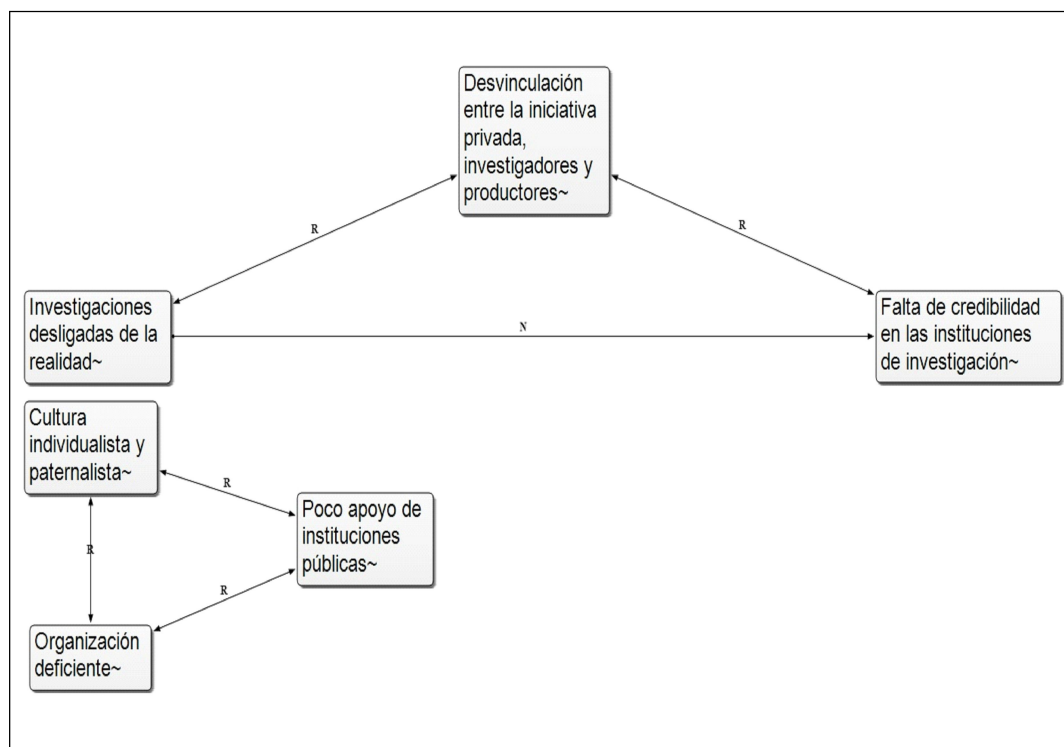 Desvinculación
entre la iniciativa
privada,
investigadores y
productores~
R
R
Investigaciones
desligadas de la
realidad~
N
Falta de credibilidad
en las instituciones
de investigación~
Cultura
individualista y
paternalista~
R
Poco apoyo de
instituciones
públicas~
R
R
Organización
deficiente~